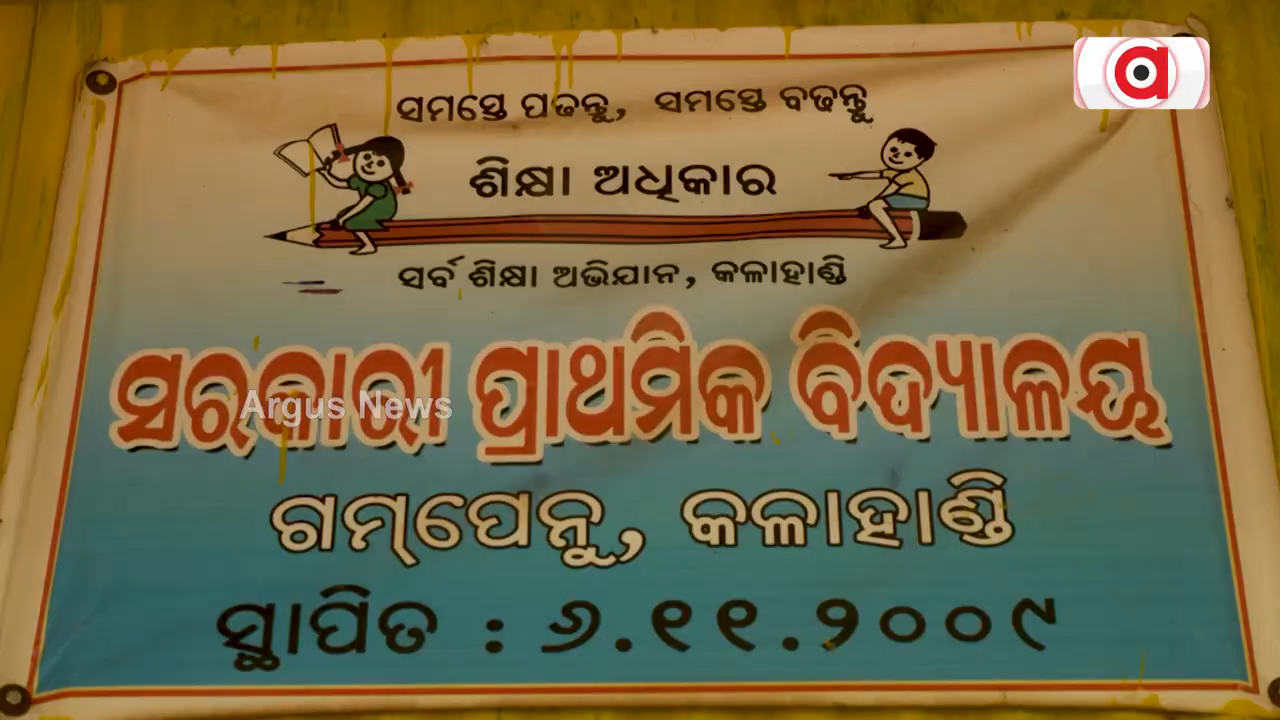 ସମସ୍ତେ ପଢନ୍ତୁ, ସମସ୍ତେ ବଢନ୍ତୁ
ଶିକ୍ଷା ଅଧିକାର
ସର୍ବ ଶିକ୍ଷା ଅଭିଯାନ, କଳାହାଣ୍ଡି
ସରକାରୀ ପ୍ରାଥମିକ ବିଦ୍ୟାଳୟ
Argus News
ଗମ୍‌ପେନୁ, କଳାହାଣ୍ଡି
ସ୍ଥାପିତ : ୬.୧୧.୨୦୦୯